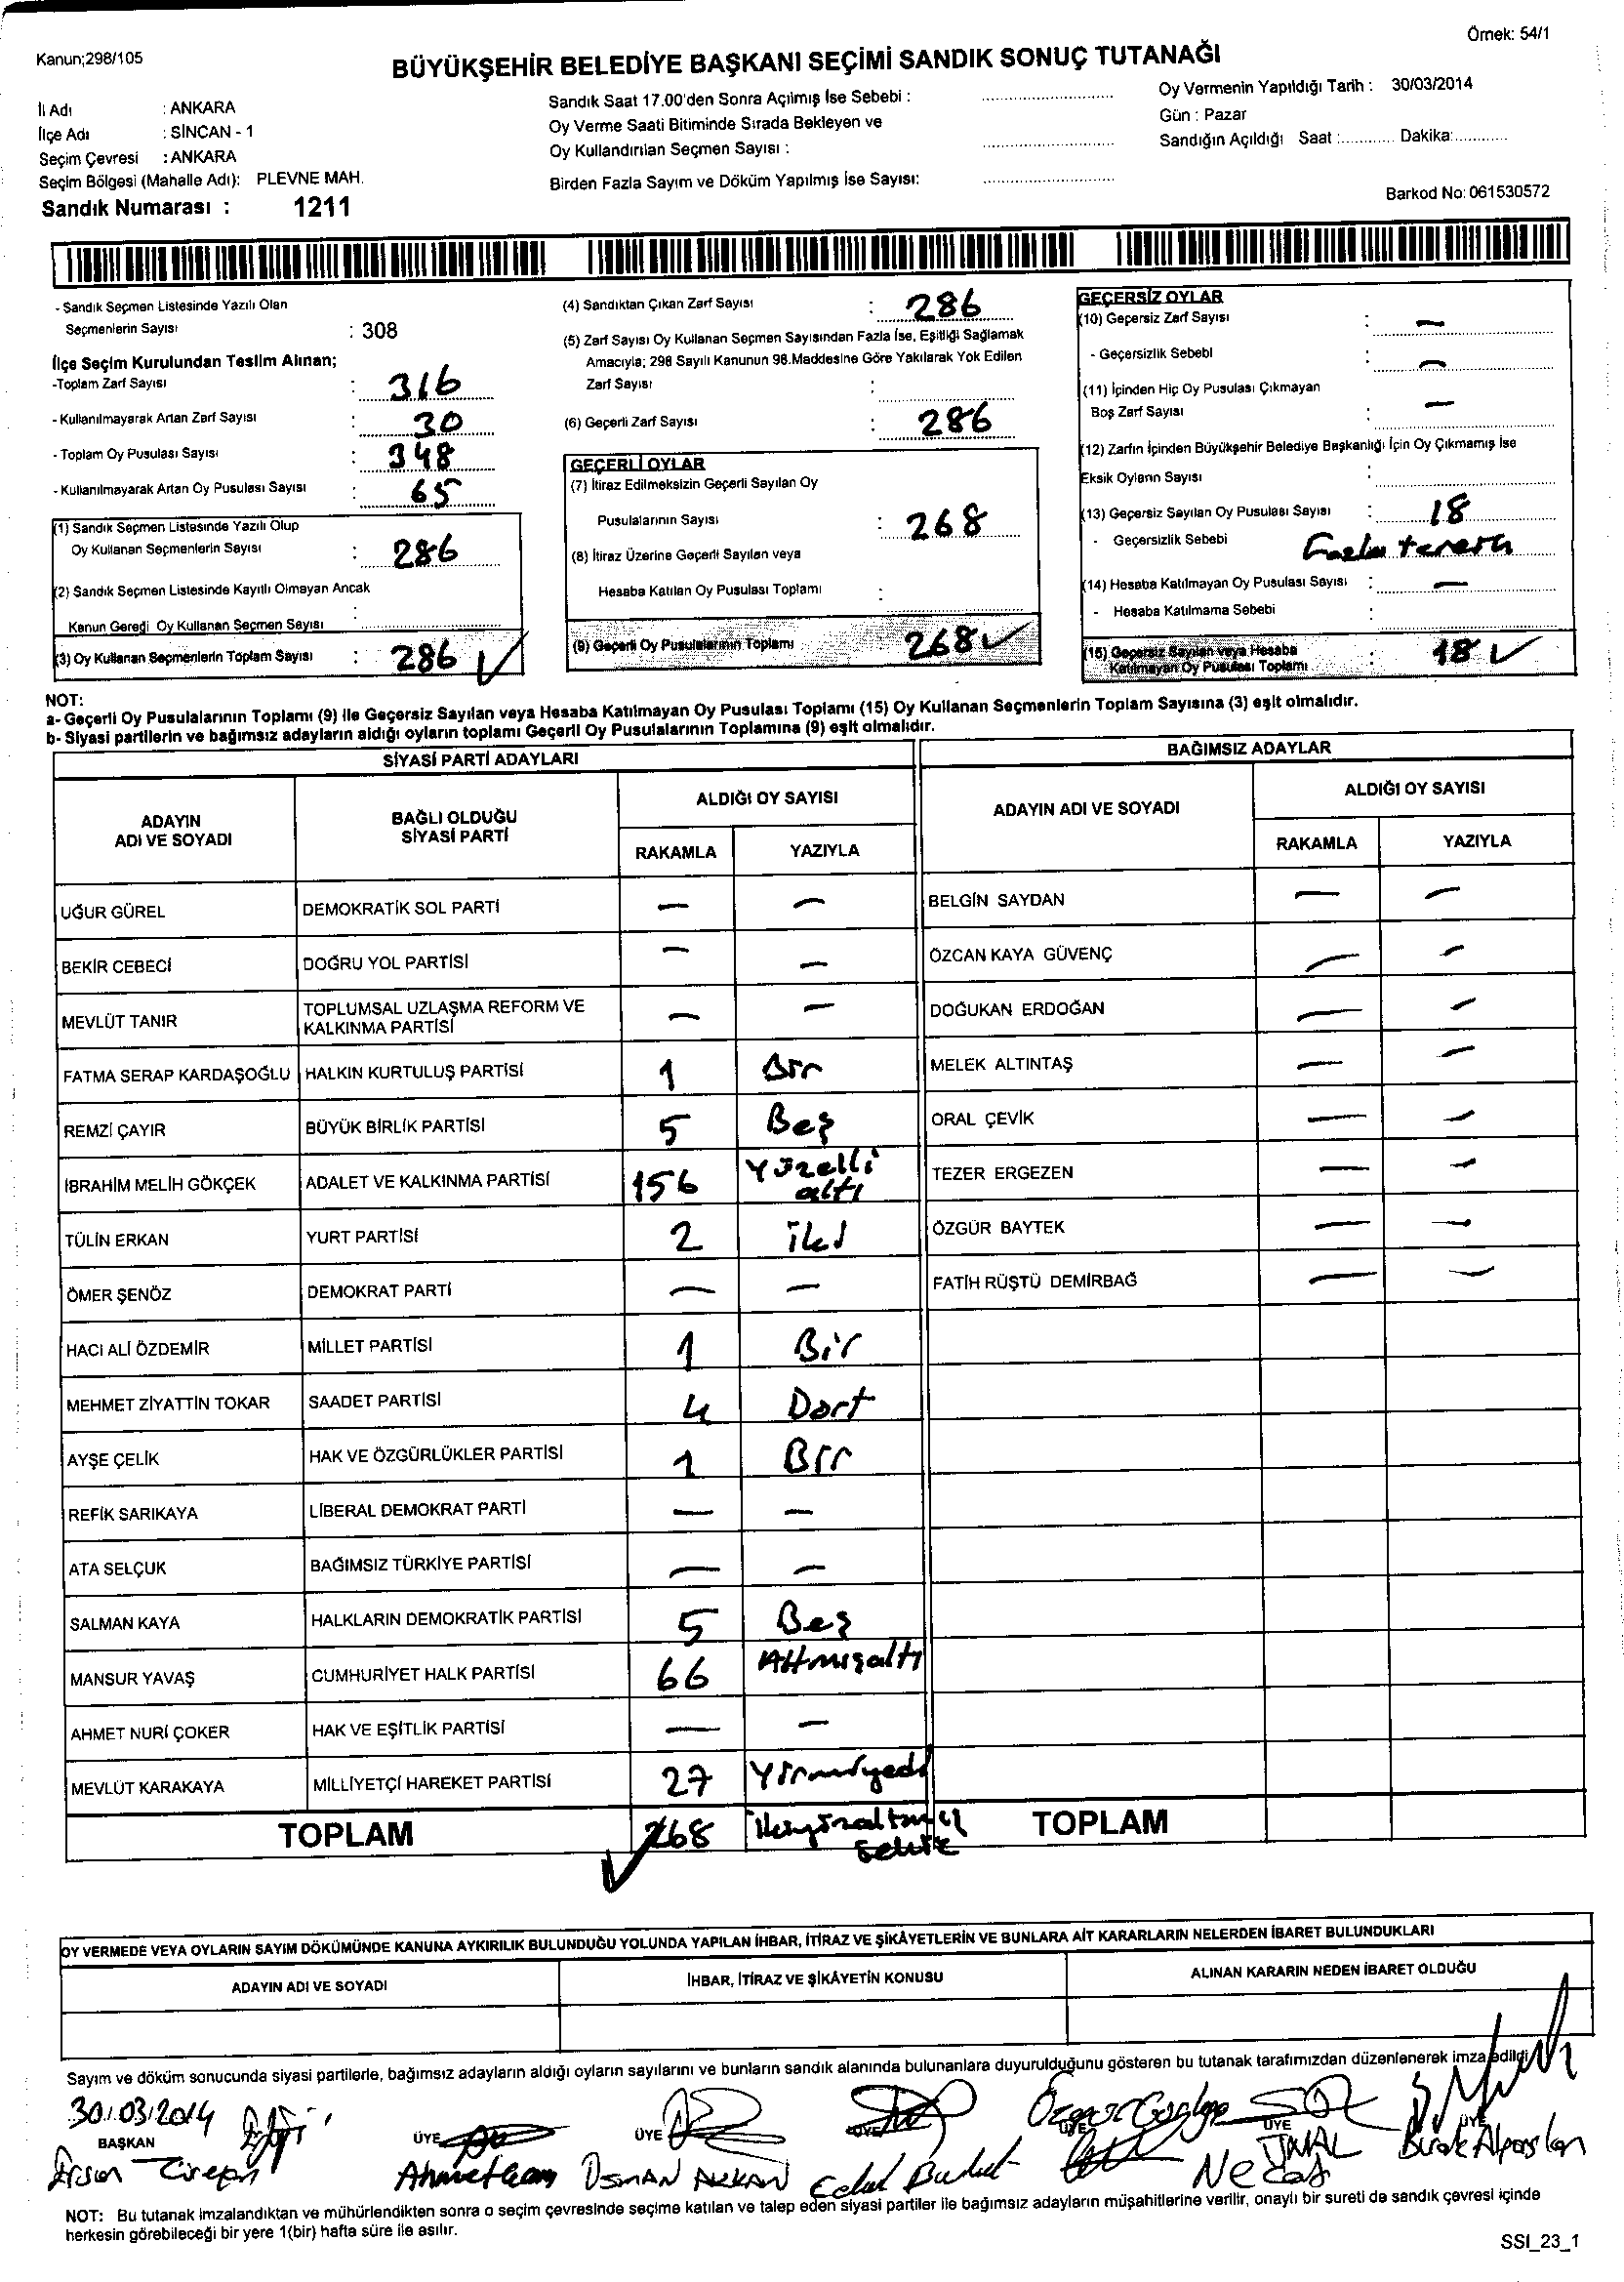 Örnek: 54/1
Kanun;298/105
BÜYÜKŞEHİR BELEDİYE BAŞKANI SEÇİMİ SANDIK SONUÇ TUTANAĞI
İl Adı : ANKARA
İlçe Adı : SİNCAN - 1
Seçim Çevresi : ANKARA
Seçim Bölgesi (Mahalle Adı): PLEVNE MAH.
Sandık Numarası : 1211
Sandık Saat 17.00'den Sonra Açılmış İse Sebebi :
Oy Verme Saati Bitiminde Sırada Bekleyen ve
Oy Kullandırılan Seçmen Sayısı :
Birden Fazla Sayım ve Döküm Yapılmış İse Sayısı:
Oy Vermenin Yapıldığı Tarih : 30/03/2014
Gün : Pazar
Sandığın Açıldığı Saat :............ Dakika:............
Barkod No: 061530572
- Sandık Seçmen Listesinde Yazılı Olan
Seçmenlerin Sayısı : 308
İlçe Seçim Kurulundan Teslim Alınan;
-Toplam Zarf Sayısı : 316
- Kullanılmayarak Artan Zarf Sayısı : 30
- Toplam Oy Pusulası Sayısı : 348
- Kullanılmayarak Artan Oy Pusulası Sayısı : 65
(1) Sandık Seçmen Listesinde Yazılı Olup
Oy Kullanan Seçmenlerin Sayısı : 286
(2) Sandık Seçmen Listesinde Kayıtlı Olmayan Ancak
Kanun Gereği Oy Kullanan Seçmen Sayısı :
(3) Oy Kullanan Seçmenlerin Toplam Sayısı : 286 ✓
(4) Sandıktan Çıkan Zarf Sayısı : 286
(5) Zarf Sayısı Oy Kullanan Seçmen Sayısından Fazla İse, Eşitliği Sağlamak
Amacıyla; 298 Sayılı Kanunun 98.Maddesine Göre Yakılarak Yok Edilen
Zarf Sayısı :
(6) Geçerli Zarf Sayısı : 286
GEÇERLİ OYLAR
(7) İtiraz Edilmeksizin Geçerli Sayılan Oy
Pusulalarının Sayısı : 268
(8) İtiraz Üzerine Geçerli Sayılan veya
Hesaba Katılan Oy Pusulası Toplamı :
(9) Geçerli Oy Pusulalarının Toplamı : 268 ✓
GEÇERSİZ OYLAR
(10) Geçersiz Zarf Sayısı : —
- Geçersizlik Sebebi : —
(11) İçinden Hiç Oy Pusulası Çıkmayan
Boş Zarf Sayısı : —
(12) Zarfın İçinden Büyükşehir Belediye Başkanlığı İçin Oy Çıkmamış İse
Eksik Oyların Sayısı :
(13) Geçersiz Sayılan Oy Pusulası Sayısı : 18
- Geçersizlik Sebebi
(14) Hesaba Katılmayan Oy Pusulası Sayısı : —
- Hesaba Katılmama Sebebi :
(15) Geçersiz Sayılan veya Hesaba
Katılmayan Oy Pusulası Toplamı : 18 ✓
NOT:
a- Geçerli Oy Pusulalarının Toplamı (9) ile Geçersiz Sayılan veya Hesaba Katılmayan Oy Pusulası Toplamı (15) Oy Kullanan Seçmenlerin Toplam Sayısına (3) eşit olmalıdır.
b- Siyasi partilerin ve bağımsız adayların aldığı oyların toplamı Geçerli Oy Pusulalarının Toplamına (9) eşit olmalıdır.
SİYASİ PARTİ ADAYLARI
ADAYIN ADI VE SOYADI BAĞLI OLDUĞU SİYASİ PARTİ ALDIĞI OY SAYISI
RAKAMLA YAZIYLA
UĞUR GÜREL DEMOKRATİK SOL PARTİ — —
BEKİR CEBECİ DOĞRU YOL PARTİSİ — —
MEVLÜT TANIR TOPLUMSAL UZLAŞMA REFORM VE KALKINMA PARTİSİ — —
FATMA SERAP KARDAŞOĞLU HALKIN KURTULUŞ PARTİSİ 1 Bir
REMZİ ÇAYIR BÜYÜK BİRLİK PARTİSİ 5 Beş
İBRAHİM MELİH GÖKÇEK ADALET VE KALKINMA PARTİSİ 156 Yüzelli altı
TÜLİN ERKAN YURT PARTİSİ 2 iki
ÖMER ŞENÖZ DEMOKRAT PARTİ — —
HACI ALİ ÖZDEMİR MİLLET PARTİSİ 1 Bir
MEHMET ZİYATTİN TOKAR SAADET PARTİSİ 4 Dört
AYŞE ÇELİK HAK VE ÖZGÜRLÜKLER PARTİSİ 1 Bir
REFİK SARIKAYA LİBERAL DEMOKRAT PARTİ — —
ATA SELÇUK BAĞIMSIZ TÜRKİYE PARTİSİ — —
SALMAN KAYA HALKLARIN DEMOKRATİK PARTİSİ 5 Beş
MANSUR YAVAŞ CUMHURİYET HALK PARTİSİ 66 Altmışaltı
AHMET NURİ ÇOKER HAK VE EŞİTLİK PARTİSİ — —
MEVLÜT KARAKAYA MİLLİYETÇİ HAREKET PARTİSİ 27 Yirmiyedi
TOPLAM 268 ikiyüzaltmış sekiz
BAĞIMSIZ ADAYLAR
ADAYIN ADI VE SOYADI ALDIĞI OY SAYISI
RAKAMLA YAZIYLA
BELGİN SAYDAN — —
ÖZCAN KAYA GÜVENÇ — —
DOĞUKAN ERDOĞAN — —
MELEK ALTINTAŞ — —
ORAL ÇEVİK — —
TEZER ERGEZEN — —
ÖZGÜR BAYTEK — —
FATİH RÜŞTÜ DEMİRBAĞ — —
TOPLAM
OY VERMEDE VEYA OYLARIN SAYIM DÖKÜMÜNDE KANUNA AYKIRILIK BULUNDUĞU YOLUNDA YAPILAN İHBAR, İTİRAZ VE ŞİKÂYETLERİN VE BUNLARA AİT KARARLARIN NELERDEN İBARET BULUNDUKLARI
ADAYIN ADI VE SOYADI İHBAR, İTİRAZ VE ŞİKÂYETİN KONUSU ALINAN KARARIN NEDEN İBARET OLDUĞU
Sayım ve döküm sonucunda siyasi partilerle, bağımsız adayların aldığı oyların sayılarını ve bunların sandık alanında bulunanlara duyurulduğunu gösteren bu tutanak tarafımızdan düzenlenerek imza edildi
30.03.2014
BAŞKAN ÜYE ÜYE ÜYE ÜYE ÜYE ÜYE
OSMAN Necati ÜNAL Burak Alparslan
NOT: Bu tutanak imzalandıktan ve mühürlendikten sonra o seçim çevresinde seçime katılan ve talep eden siyasi partiler ile bağımsız adayların müşahitlerine verilir, onaylı bir sureti de sandık çevresi içinde
herkesin görebileceği bir yere 1(bir) hafta süre ile asılır.
SSI_23_1